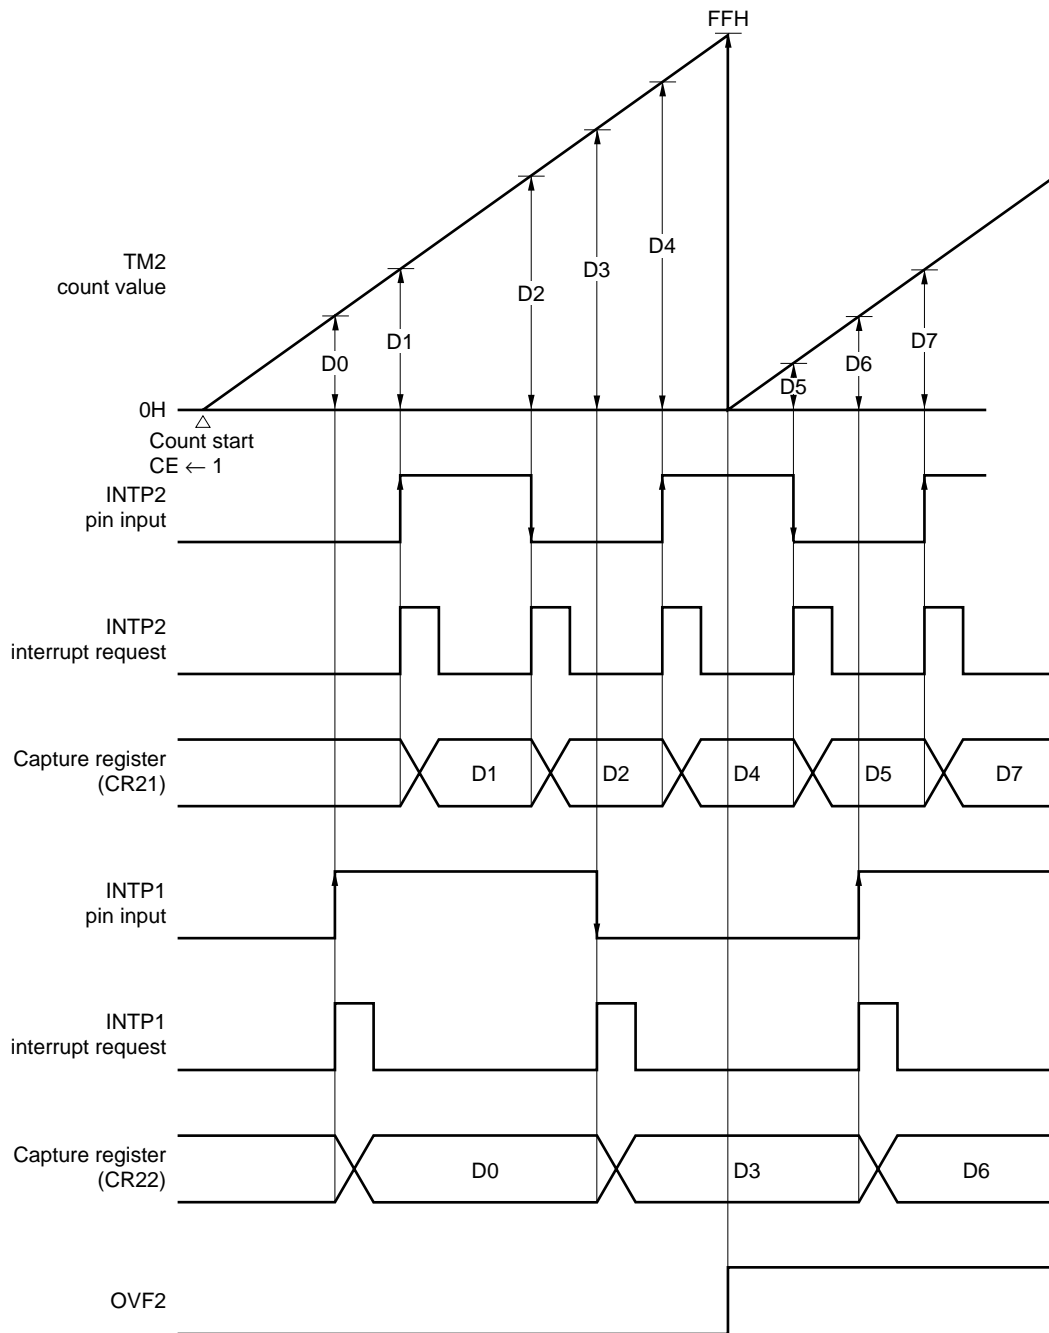 FFH
TM2
count value
D0
D1
D2
D3
D4
D5
D6
D7
0H
Count start
CE ← 1
INTP2
pin input
INTP2
interrupt request
Capture register
(CR21)
D1
D2
D4
D5
D7
INTP1
pin input
INTP1
interrupt request
Capture register
(CR22)
D0
D3
D6
OVF2